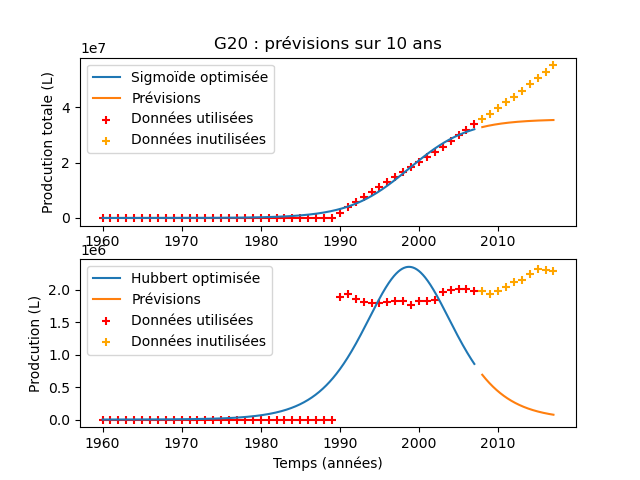 G20 : prévisions sur 10 ans
1e7
Prodcution totale (L)
4
2
0
Sigmoïde optimisée
Prévisions
Données utilisées
Données inutilisées
1960 1970 1980 1990 2000 2010
1e6
Prodcution (L)
2.0
1.5
1.0
0.5
0.0
Hubbert optimisée
Prévisions
Données utilisées
Données inutilisées
1960 1970 1980 1990 2000 2010
Temps (années)